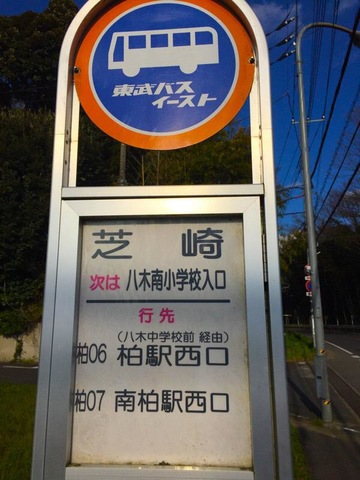 東武バス
イースト
芝崎
次は 八木南小学校入口
行先
(八木中学校前 経由)
柏06 柏駅西口
柏07 南柏駅西口